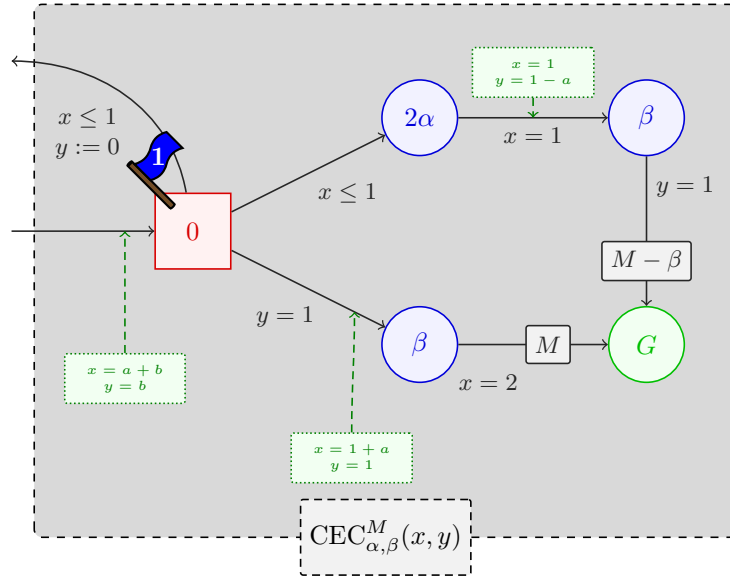 x = 1
y = 1 − a
2α
β
x = 1
x ≤ 1
y := 0
1
x ≤ 1
y = 1
0
M − β
y = 1
β
M
G
x = 2
x = a + b
y = b
x = 1 + a
y = 1
CEC^M_{α,β}(x, y)